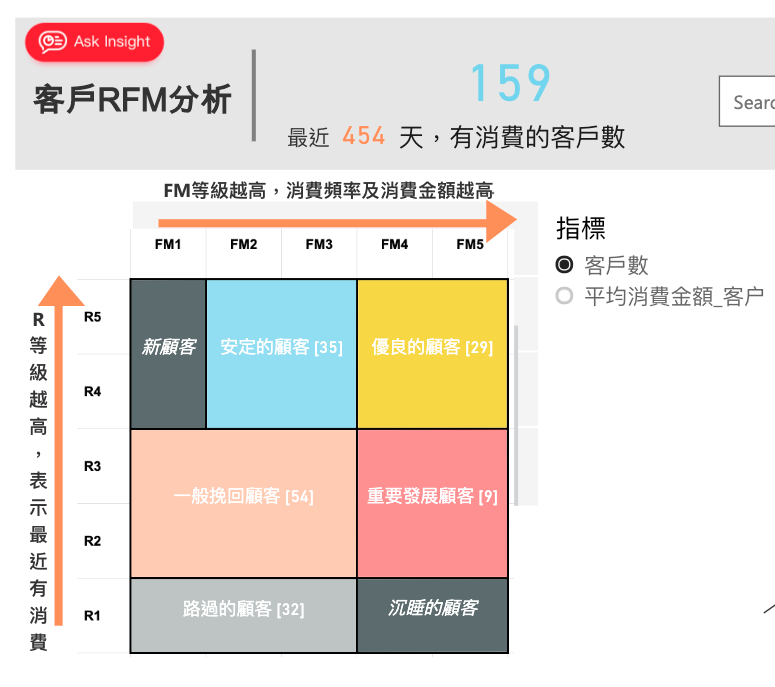 Ask Insight
客戶RFM分析
159
最近 454 天，有消費的客戶數
Searc
FM等級越高，消費頻率及消費金額越高
指標
客戶數
平均消費金額_客户
FM1 FM2 FM3 FM4 FM5
R等級越高，表示最近有消費
R5
新顧客 安定的顧客 [35] 優良的顧客 [29]
R4
R3
一般挽回顧客 [54] 重要發展顧客 [9]
R2
R1 路過的顧客 [32] 沉睡的顧客